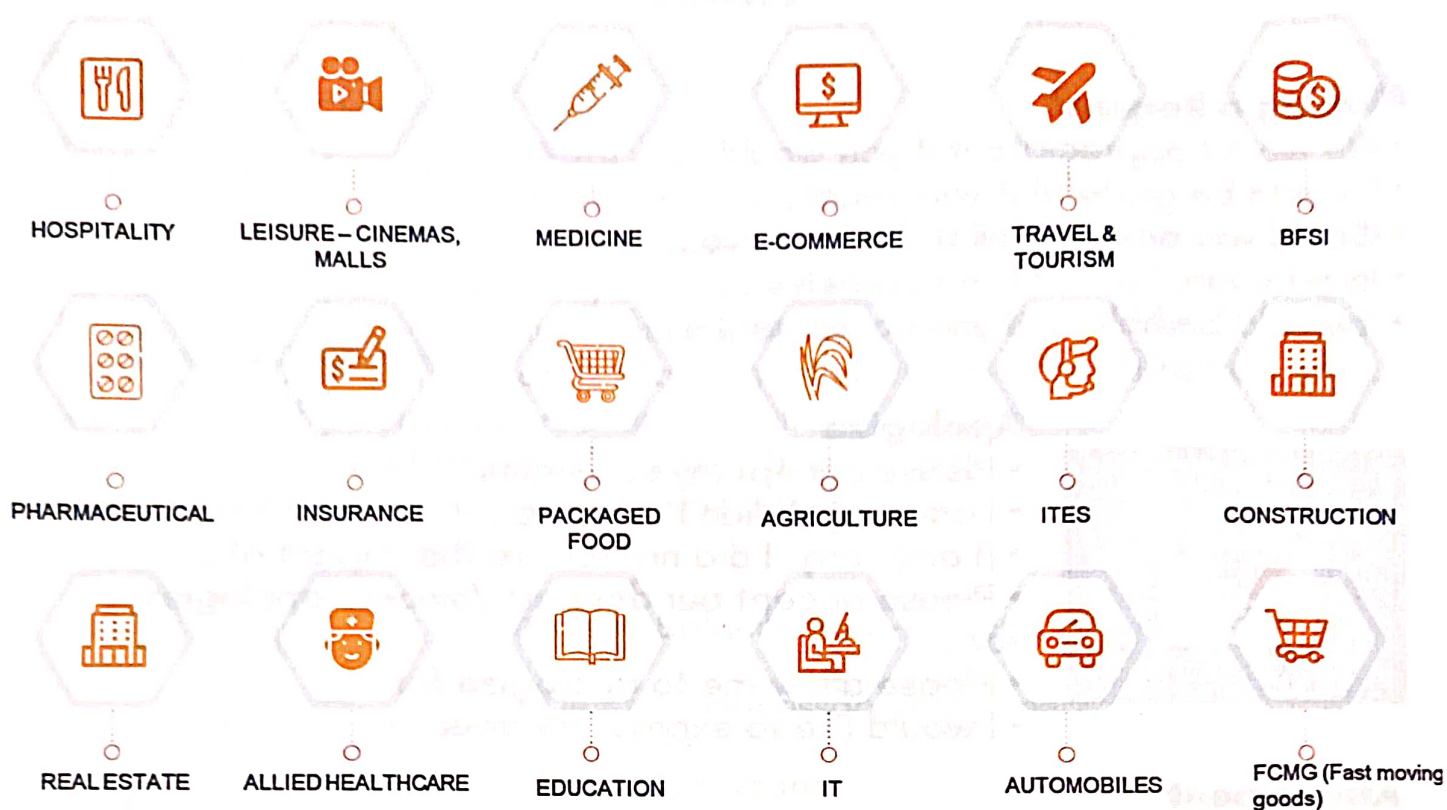 HOSPITALITY
LEISURE – CINEMAS,
MALLS
MEDICINE
E-COMMERCE
TRAVEL &
TOURISM
BFSI
PHARMACEUTICAL
INSURANCE
PACKAGED
FOOD
AGRICULTURE
ITES
CONSTRUCTION
REAL ESTATE
ALLIED HEALTHCARE
EDUCATION
IT
AUTOMOBILES
FCMG (Fast moving
goods)